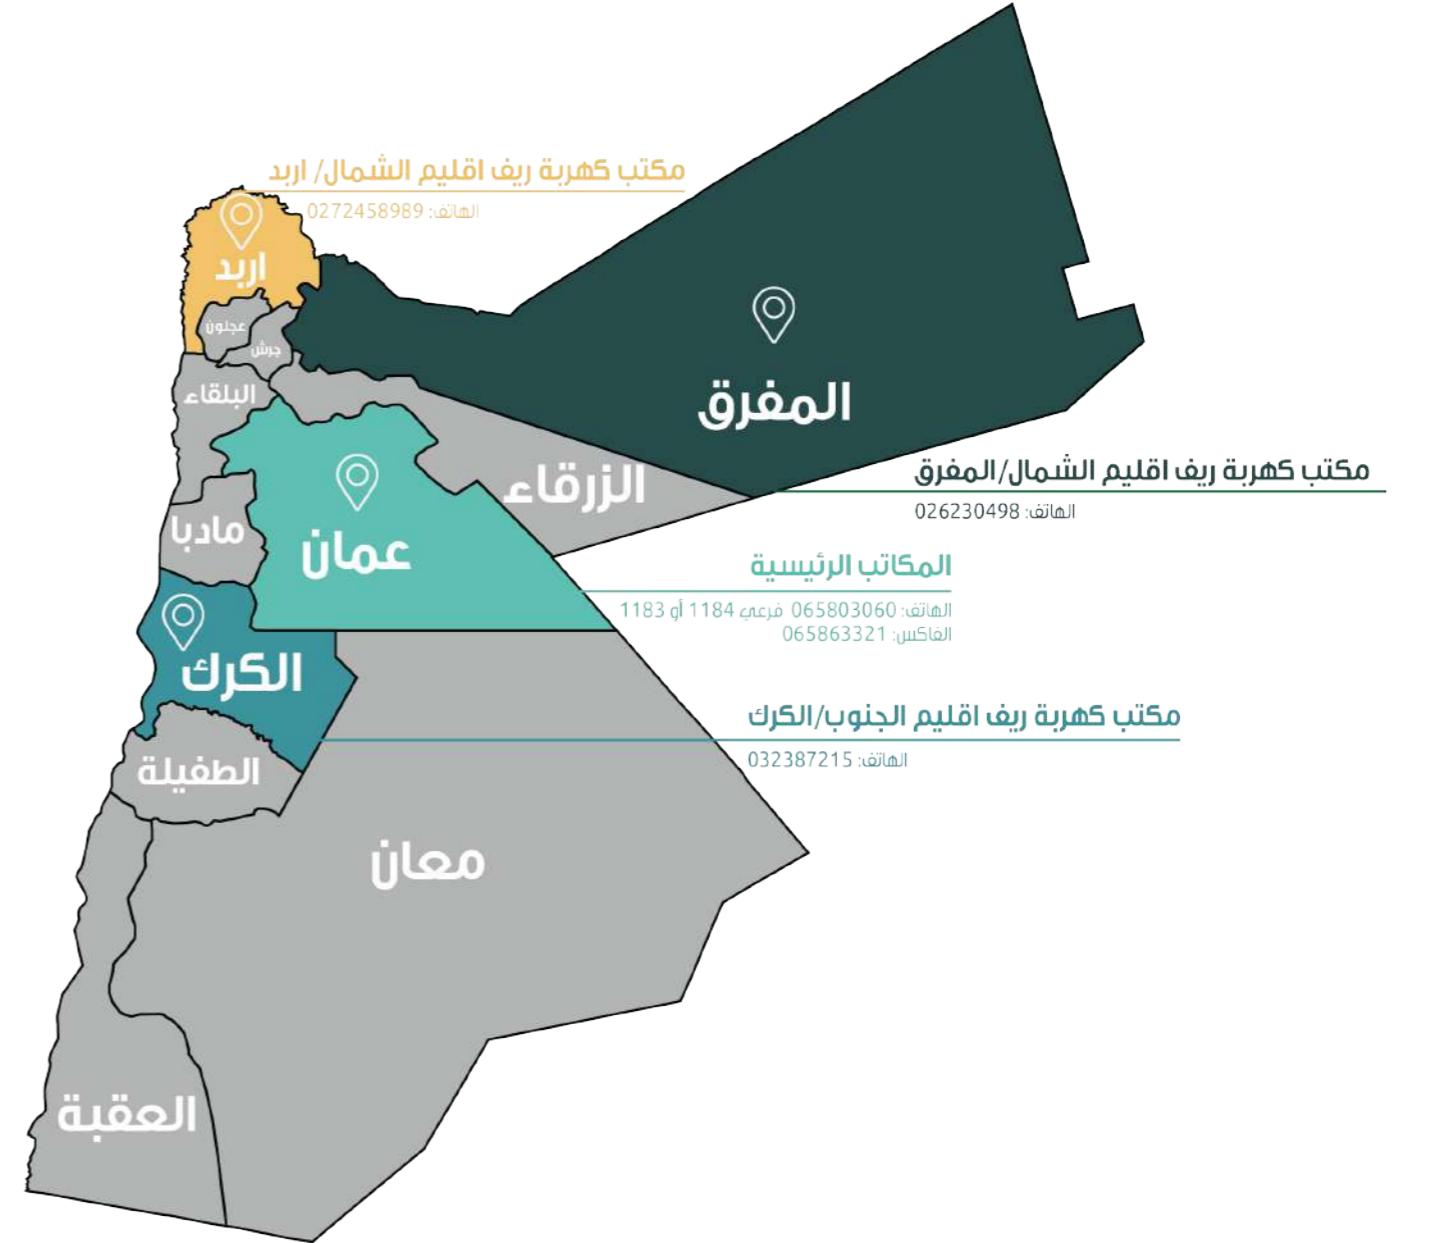 مكتب كهربة ريف اقليم الشمال/ اربد
الهاتف: 0272458989
اربد
عجلون
جرش
البلقاء
المفرق
الزرقاء
مكتب كهربة ريف اقليم الشمال/المفرق
الهاتف: 026230498
مادبا
عمان
المكاتب الرئيسية
الهاتف: 065803060 فرعي 1184 أو 1183
الفاكس: 065863321
الكرك
مكتب كهربة ريف اقليم الجنوب/الكرك
الهاتف: 032387215
الطفيلة
معان
العقبة